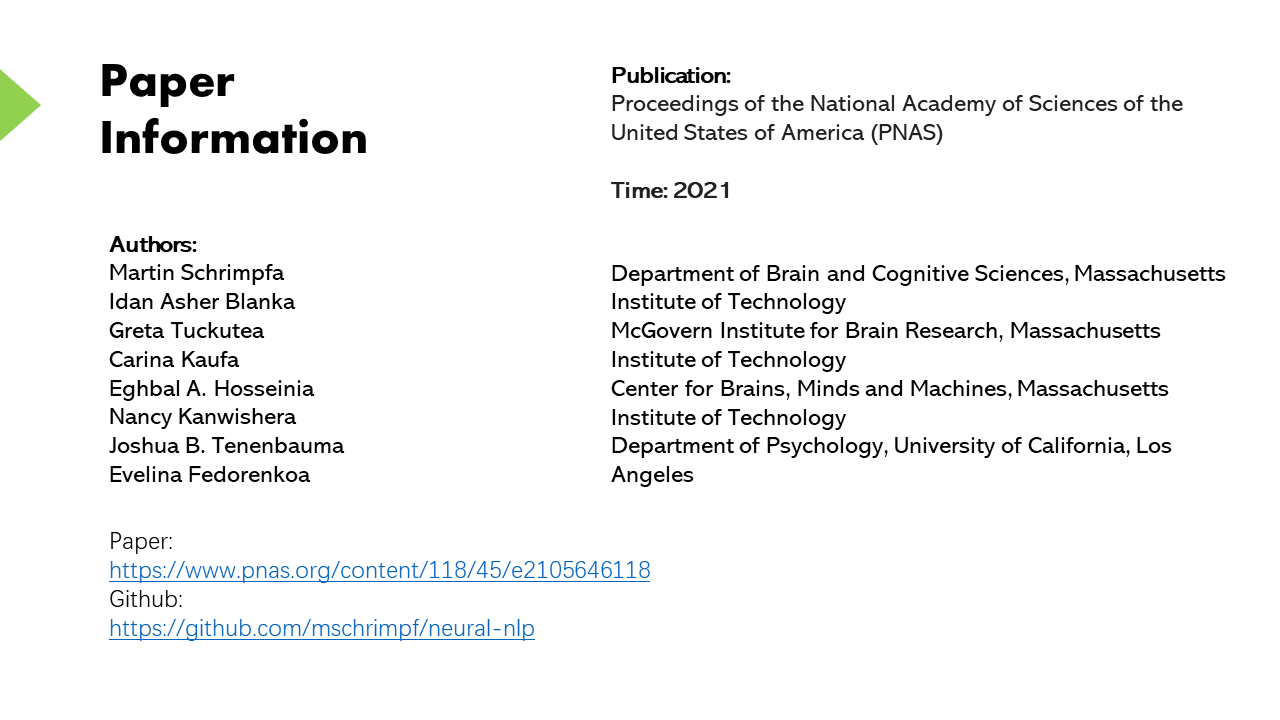 Paper
Information
Publication:
Proceedings of the National Academy of Sciences of the
United States of America (PNAS)
Time: 2021
Authors:
Martin Schrimpfa
Idan Asher Blanka
Greta Tuckutea
Carina Kaufa
Eghbal A. Hosseinia
Nancy Kanwishera
Joshua B. Tenenbauma
Evelina Fedorenkoa
Department of Brain and Cognitive Sciences, Massachusetts
Institute of Technology
McGovern Institute for Brain Research, Massachusetts
Institute of Technology
Center for Brains, Minds and Machines, Massachusetts
Institute of Technology
Department of Psychology, University of California, Los
Angeles
Paper:
https://www.pnas.org/content/118/45/e2105646118
Github:
https://github.com/mschrimpf/neural-nlp